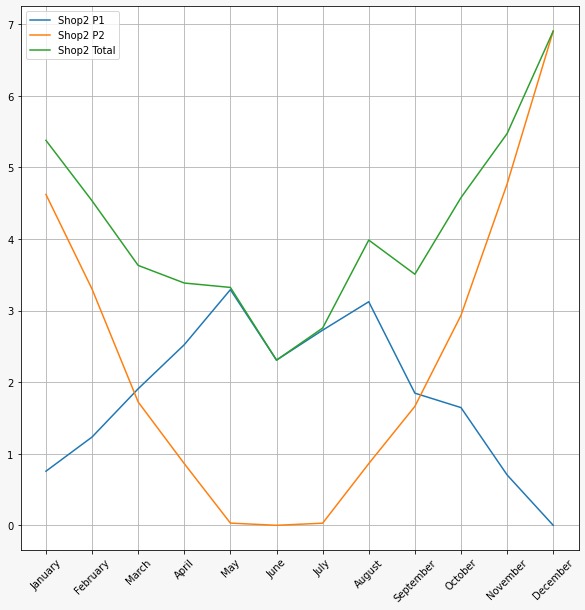 Shop2 P1
Shop2 P2
Shop2 Total
7
6
5
4
3
2
1
0
January
February
March
April
May
June
July
August
September
October
November
December